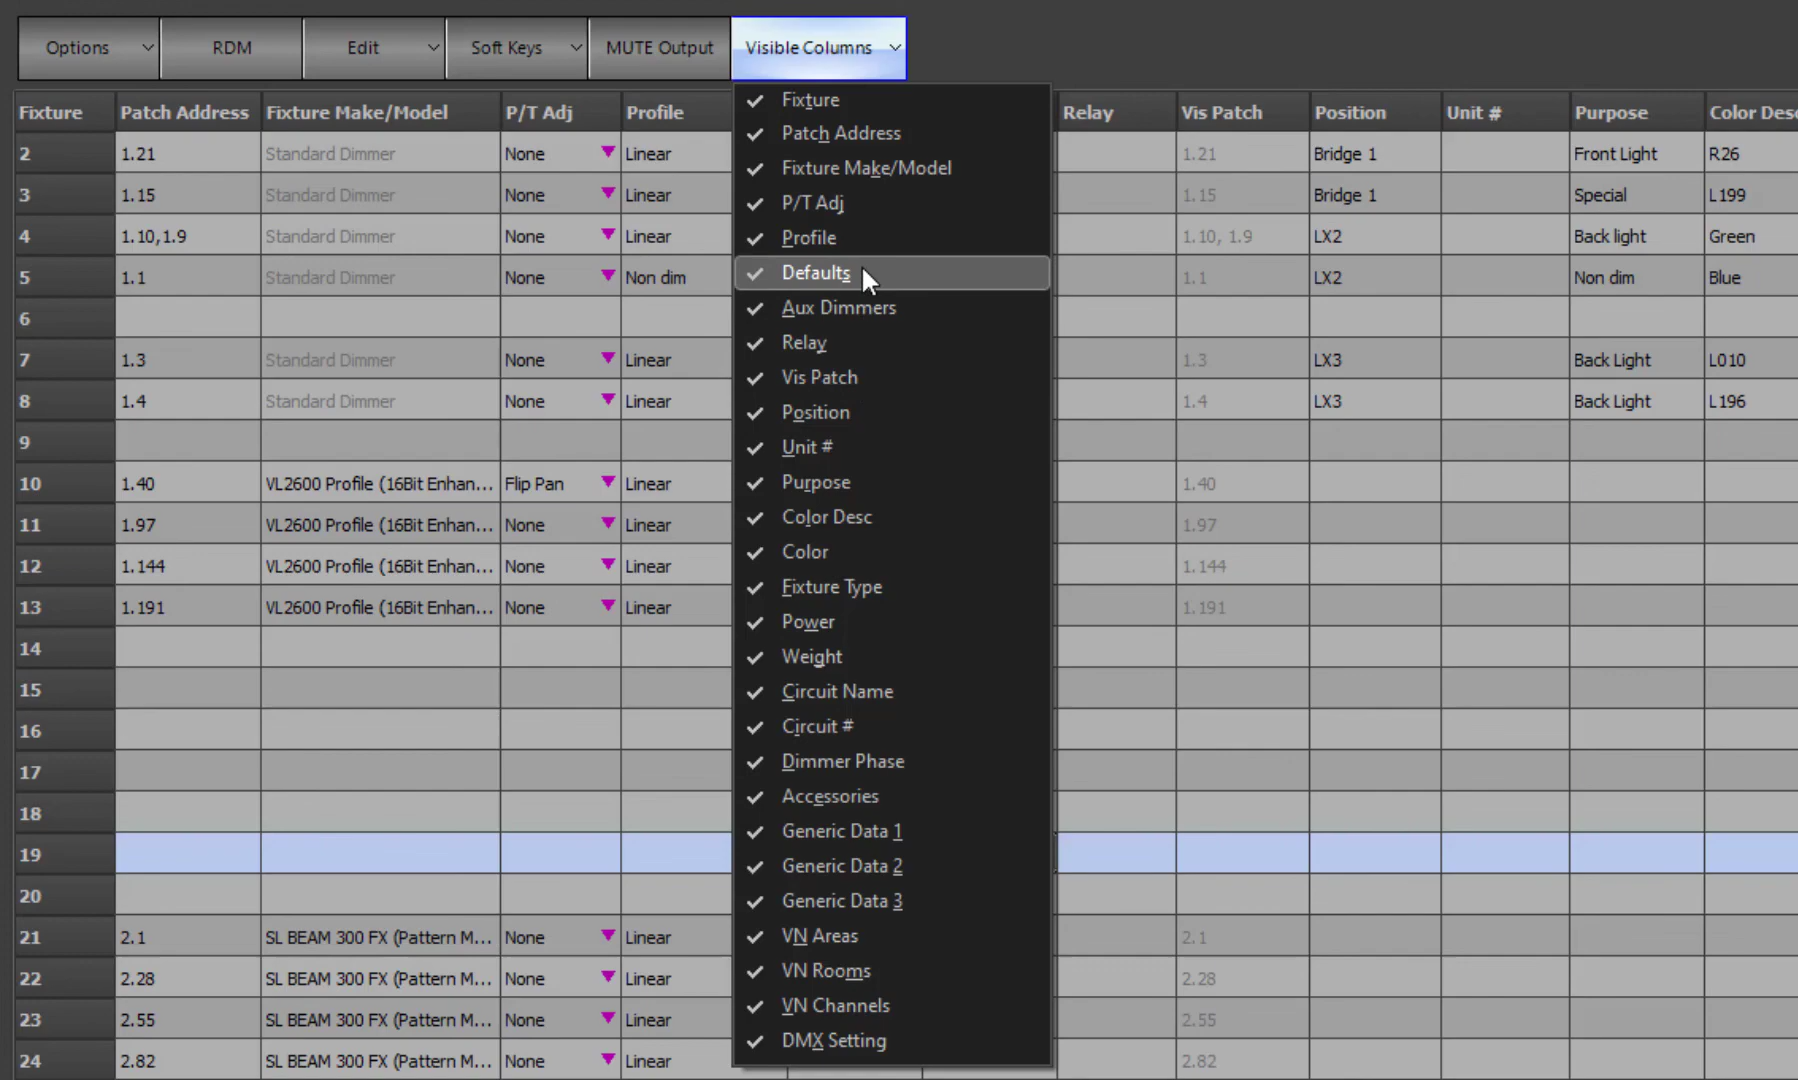 Options RDM Edit Soft Keys MUTE Output Visible Columns
Fixture Patch Address Fixture Make/Model P/T Adj Profile Relay Vis Patch Position Unit # Purpose Color Desc
2 1.21 Standard Dimmer None Linear 1.21 Bridge 1 Front Light R26
3 1.15 Standard Dimmer None Linear 1.15 Bridge 1 Special L199
4 1.10,1.9 Standard Dimmer None Linear 1.10, 1.9 LX2 Back light Green
5 1.1 Standard Dimmer None Non dim 1.1 LX2 Non dim Blue
6
7 1.3 Standard Dimmer None Linear 1.3 LX3 Back Light L010
8 1.4 Standard Dimmer None Linear 1.4 LX3 Back Light L196
9
10 1.40 VL2600 Profile (16Bit Enhan... Flip Pan Linear 1.40
11 1.97 VL2600 Profile (16Bit Enhan... None Linear 1.97
12 1.144 VL2600 Profile (16Bit Enhan... None Linear 1.144
13 1.191 VL2600 Profile (16Bit Enhan... None Linear 1.191
14
15
16
17
18
19
20
21 2.1 SL BEAM 300 FX (Pattern M... None Linear 2.1
22 2.28 SL BEAM 300 FX (Pattern M... None Linear 2.28
23 2.55 SL BEAM 300 FX (Pattern M... None Linear 2.55
24 2.82 SL BEAM 300 FX (Pattern M... None Linear 2.82
Fixture
Patch Address
Fixture Make/Model
P/T Adj
Profile
Defaults
Aux Dimmers
Relay
Vis Patch
Position
Unit #
Purpose
Color Desc
Color
Fixture Type
Power
Weight
Circuit Name
Circuit #
Dimmer Phase
Accessories
Generic Data 1
Generic Data 2
Generic Data 3
VN Areas
VN Rooms
VN Channels
DMX Setting